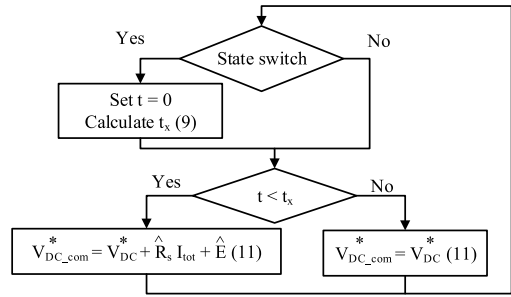 Yes
No
State switch
Set t = 0
Calculate tₓ (9)
Yes
No
t < tₓ
V*DC_com = V*DC + R̂s Itot + Ê (11)
V*DC_com = V*DC (11)